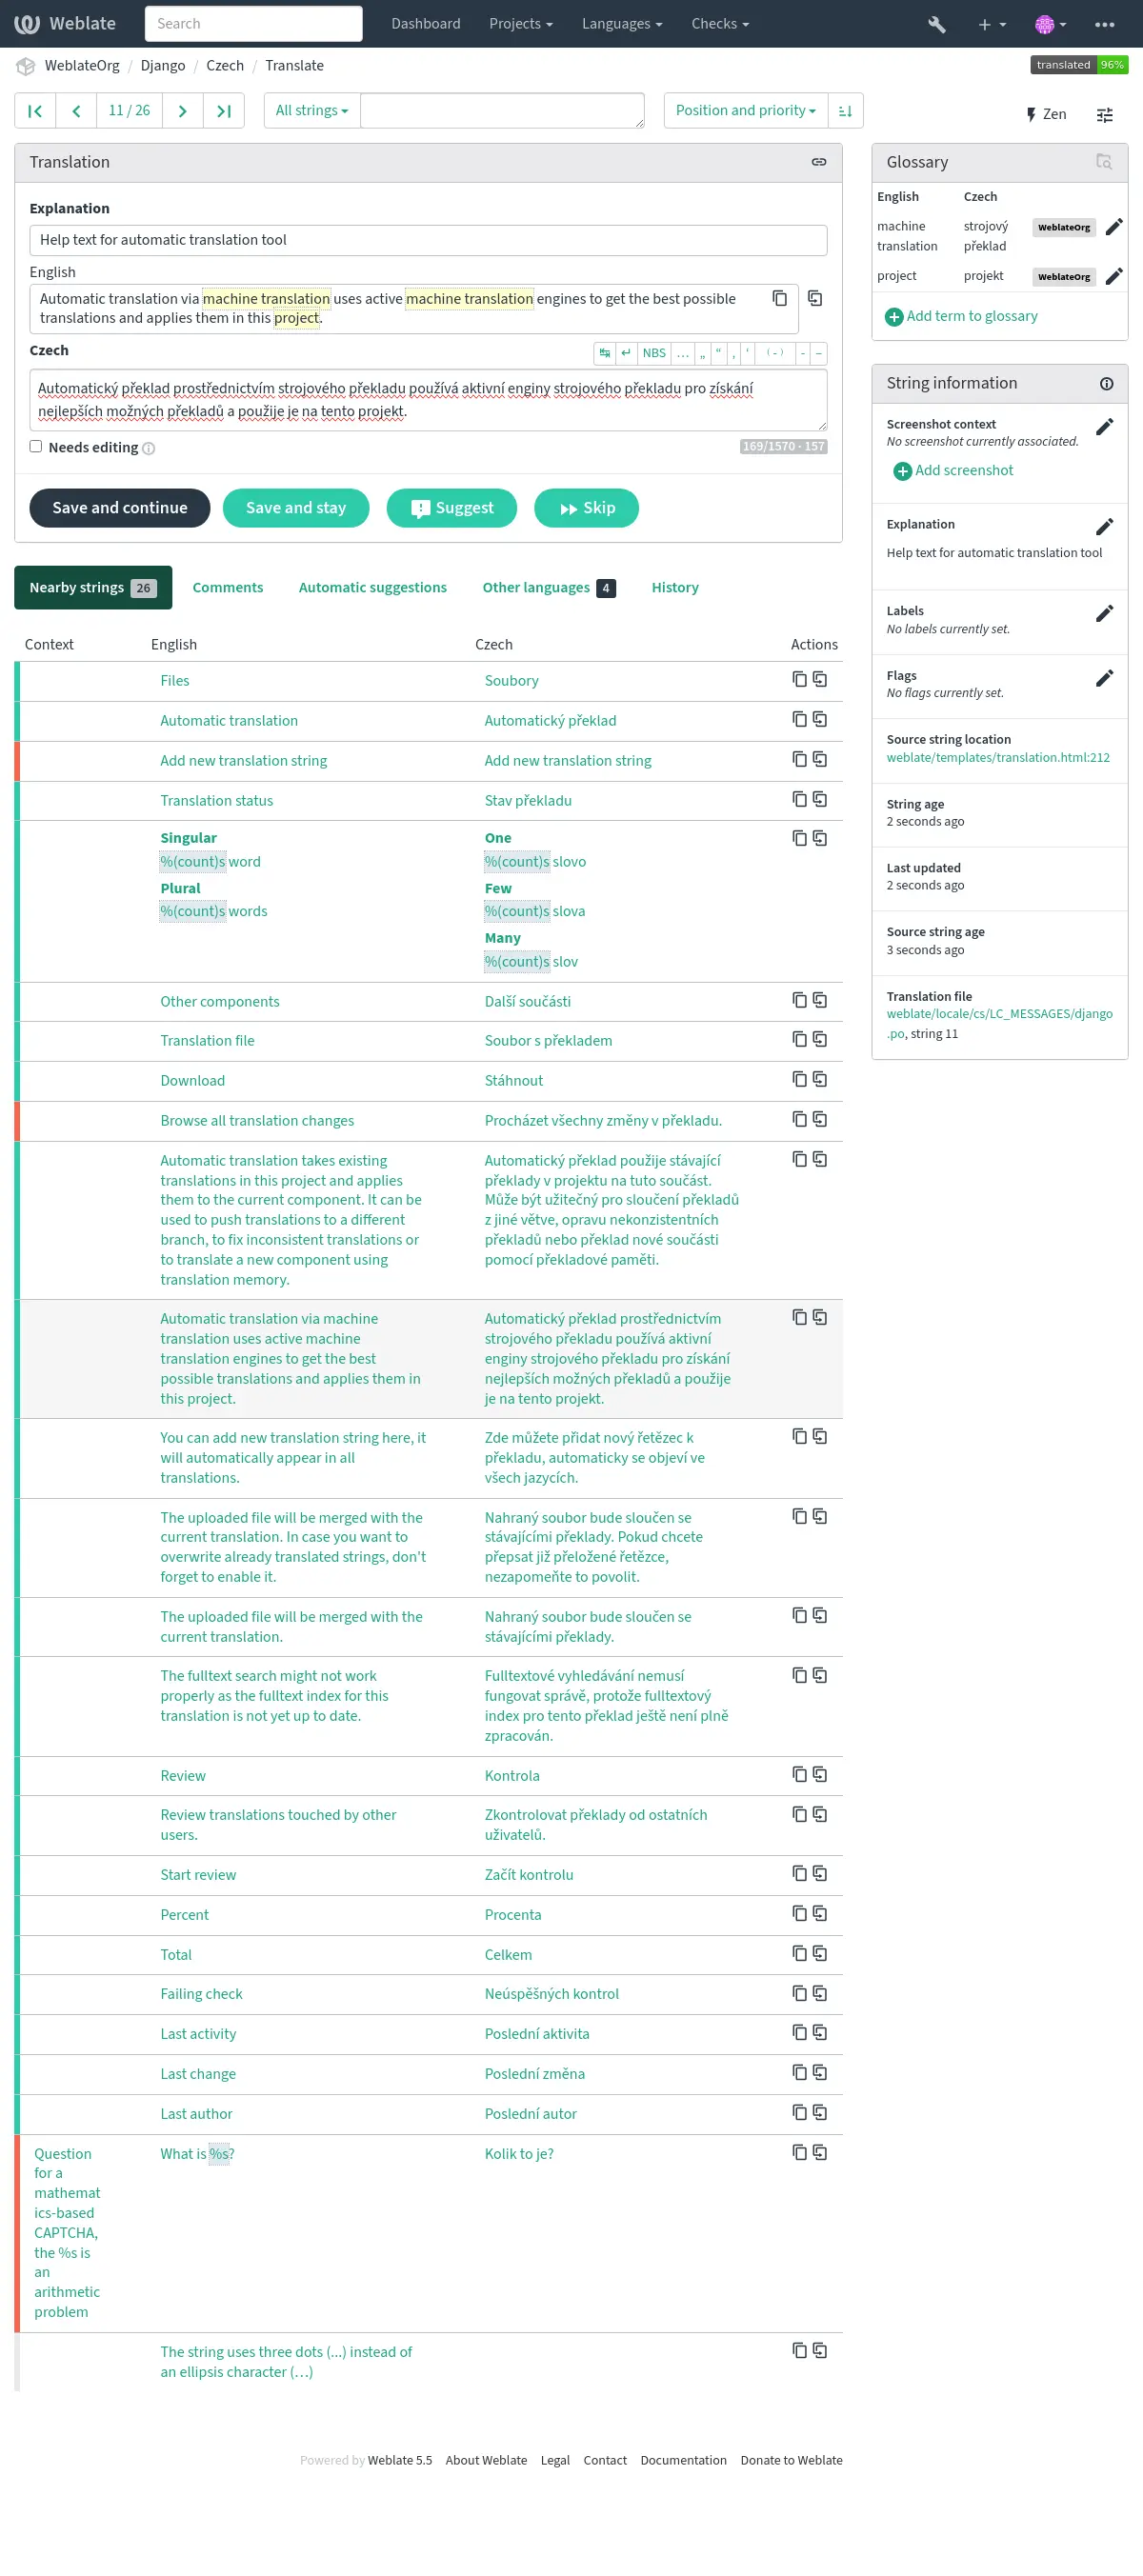 Weblate Search Dashboard Projects Languages Checks
WeblateOrg / Django / Czech / Translate translated 96%
11 / 26 All strings Position and priority Zen
Translation
Explanation
Help text for automatic translation tool
English
Automatic translation via machine translation uses active machine translation engines to get the best possible
translations and applies them in this project.
Czech NBS … „ “ ‚ ‘ (-) - –
Automatický překlad prostřednictvím strojového překladu používá aktivní enginy strojového překladu pro získání
nejlepších možných překladů a použije je na tento projekt.
Needs editing 169/1570 · 157
Save and continue Save and stay Suggest Skip
Glossary
English Czech
machine strojový WeblateOrg
translation překlad
project projekt WeblateOrg
Add term to glossary
String information
Screenshot context
No screenshot currently associated.
Add screenshot
Explanation
Help text for automatic translation tool
Labels
No labels currently set.
Flags
No flags currently set.
Source string location
weblate/templates/translation.html:212
String age
2 seconds ago
Last updated
2 seconds ago
Source string age
3 seconds ago
Translation file
weblate/locale/cs/LC_MESSAGES/django
.po, string 11
Nearby strings 26 Comments Automatic suggestions Other languages 4 History
Context English Czech Actions
Files Soubory
Automatic translation Automatický překlad
Add new translation string Add new translation string
Translation status Stav překladu
Singular One
%(count)s word %(count)s slovo
Plural Few
%(count)s words %(count)s slova
Many
%(count)s slov
Other components Další součásti
Translation file Soubor s překladem
Download Stáhnout
Browse all translation changes Procházet všechny změny v překladu.
Automatic translation takes existing Automatický překlad použije stávající
translations in this project and applies překlady v projektu na tuto součást.
them to the current component. It can be Může být užitečný pro sloučení překladů
used to push translations to a different z jiné větve, opravu nekonzistentních
branch, to fix inconsistent translations or překladů nebo překlad nové součásti
to translate a new component using pomocí překladové paměti.
translation memory.
Automatic translation via machine Automatický překlad prostřednictvím
translation uses active machine strojového překladu používá aktivní
translation engines to get the best enginy strojového překladu pro získání
possible translations and applies them in nejlepších možných překladů a použije
this project. je na tento projekt.
You can add new translation string here, it Zde můžete přidat nový řetězec k
will automatically appear in all překladu, automaticky se objeví ve
translations. všech jazycích.
The uploaded file will be merged with the Nahraný soubor bude sloučen se
current translation. In case you want to stávajícími překlady. Pokud chcete
overwrite already translated strings, don't přepsat již přeložené řetězce,
forget to enable it. nezapomeňte to povolit.
The uploaded file will be merged with the Nahraný soubor bude sloučen se
current translation. stávajícími překlady.
The fulltext search might not work Fulltextové vyhledávání nemusí
properly as the fulltext index for this fungovat správě, protože fulltextový
translation is not yet up to date. index pro tento překlad ještě není plně
zpracován.
Review Kontrola
Review translations touched by other Zkontrolovat překlady od ostatních
users. uživatelů.
Start review Začít kontrolu
Percent Procenta
Total Celkem
Failing check Neúspěšných kontrol
Last activity Poslední aktivita
Last change Poslední změna
Last author Poslední autor
Question What is %s? Kolik to je?
for a
mathemat
ics-based
CAPTCHA,
the %s is
an
arithmetic
problem
The string uses three dots (...) instead of
an ellipsis character (…)
Powered by Weblate 5.5 About Weblate Legal Contact Documentation Donate to Weblate